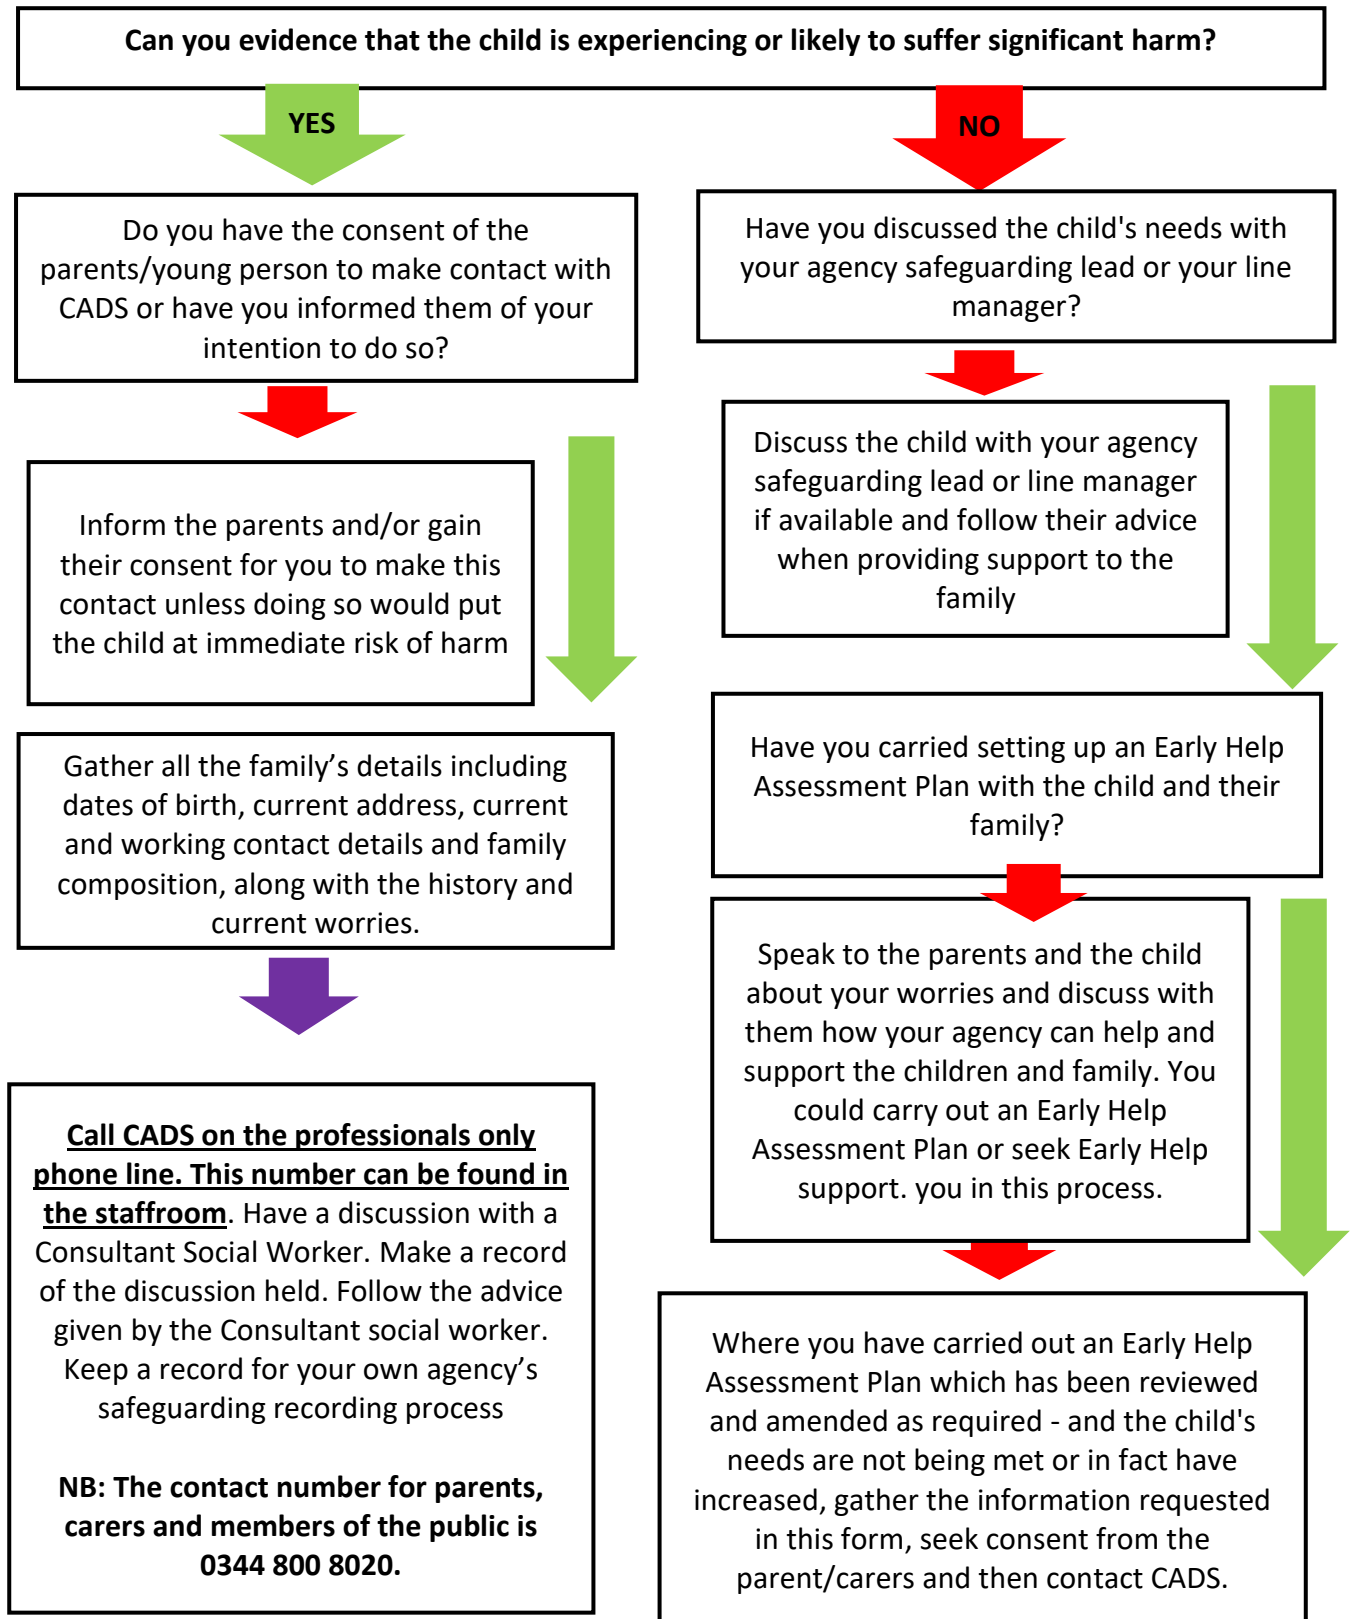 Can you evidence that the child is experiencing or likely to suffer significant harm?
YES
NO
Do you have the consent of the
parents/young person to make contact with
CADS or have you informed them of your
intention to do so?
Inform the parents and/or gain
their consent for you to make this
contact unless doing so would put
the child at immediate risk of harm
Gather all the family’s details including
dates of birth, current address, current
and working contact details and family
composition, along with the history and
current worries.
Call CADS on the professionals only
phone line. This number can be found in
the staffroom. Have a discussion with a
Consultant Social Worker. Make a record
of the discussion held. Follow the advice
given by the Consultant social worker.
Keep a record for your own agency’s
safeguarding recording process
NB: The contact number for parents,
carers and members of the public is
0344 800 8020.
Have you discussed the child's needs with
your agency safeguarding lead or your line
manager?
Discuss the child with your agency
safeguarding lead or line manager
if available and follow their advice
when providing support to the
family
Have you carried setting up an Early Help
Assessment Plan with the child and their
family?
Speak to the parents and the child
about your worries and discuss with
them how your agency can help and
support the children and family. You
could carry out an Early Help
Assessment Plan or seek Early Help
support. you in this process.
Where you have carried out an Early Help
Assessment Plan which has been reviewed
and amended as required - and the child's
needs are not being met or in fact have
increased, gather the information requested
in this form, seek consent from the
parent/carers and then contact CADS.